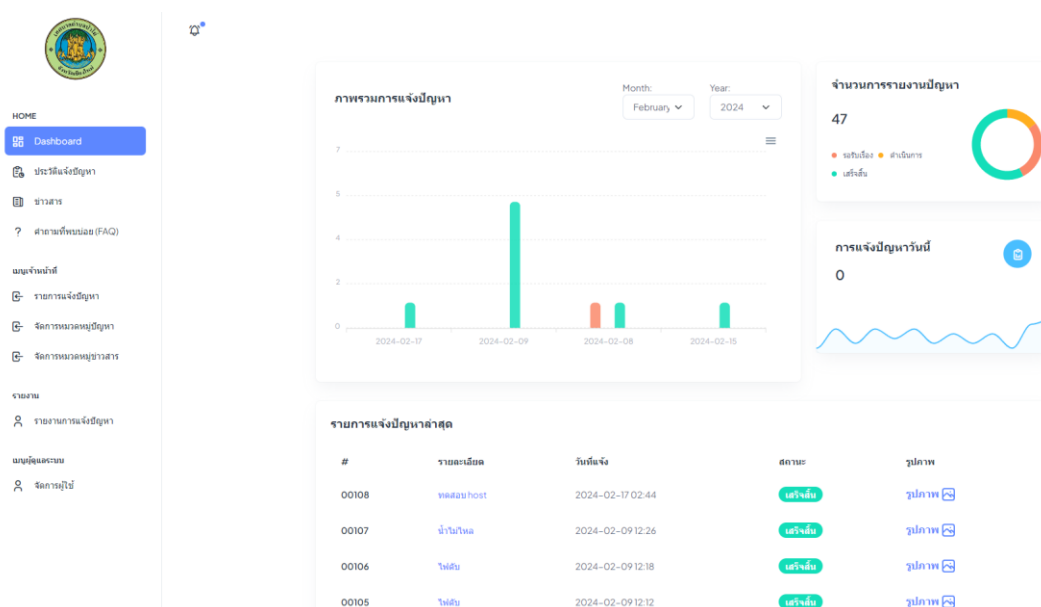 HOME
Dashboard
ประวัติแจ้งปัญหา
ข่าวสาร
คำถามที่พบบ่อย (FAQ)
เมนูเจ้าหน้าที่
รายการแจ้งปัญหา
จัดการหมวดหมู่ปัญหา
จัดการหมวดหมู่ข่าวสาร
รายงาน
รายงานการแจ้งปัญหา
เมนูผู้ดูแลระบบ
จัดการผู้ใช้
ภาพรวมการแจ้งปัญหา
Month: Year:
February 2024
7
5
4
2
0
2024-02-17 2024-02-09 2024-02-08 2024-02-15
จำนวนการรายงานปัญหา
47
รอรับเรื่อง ดำเนินการ
เสร็จสิ้น
การแจ้งปัญหาวันนี้
0
รายการแจ้งปัญหาล่าสุด
# รายละเอียด วันที่แจ้ง สถานะ รูปภาพ
00108 ทดสอบ host 2024-02-17 02:44 เสร็จสิ้น รูปภาพ
00107 น้ำไม่ไหล 2024-02-09 12:26 เสร็จสิ้น รูปภาพ
00106 ไฟดับ 2024-02-09 12:18 เสร็จสิ้น รูปภาพ
00105 ไฟดับ 2024-02-09 12:12 เสร็จสิ้น รูปภาพ